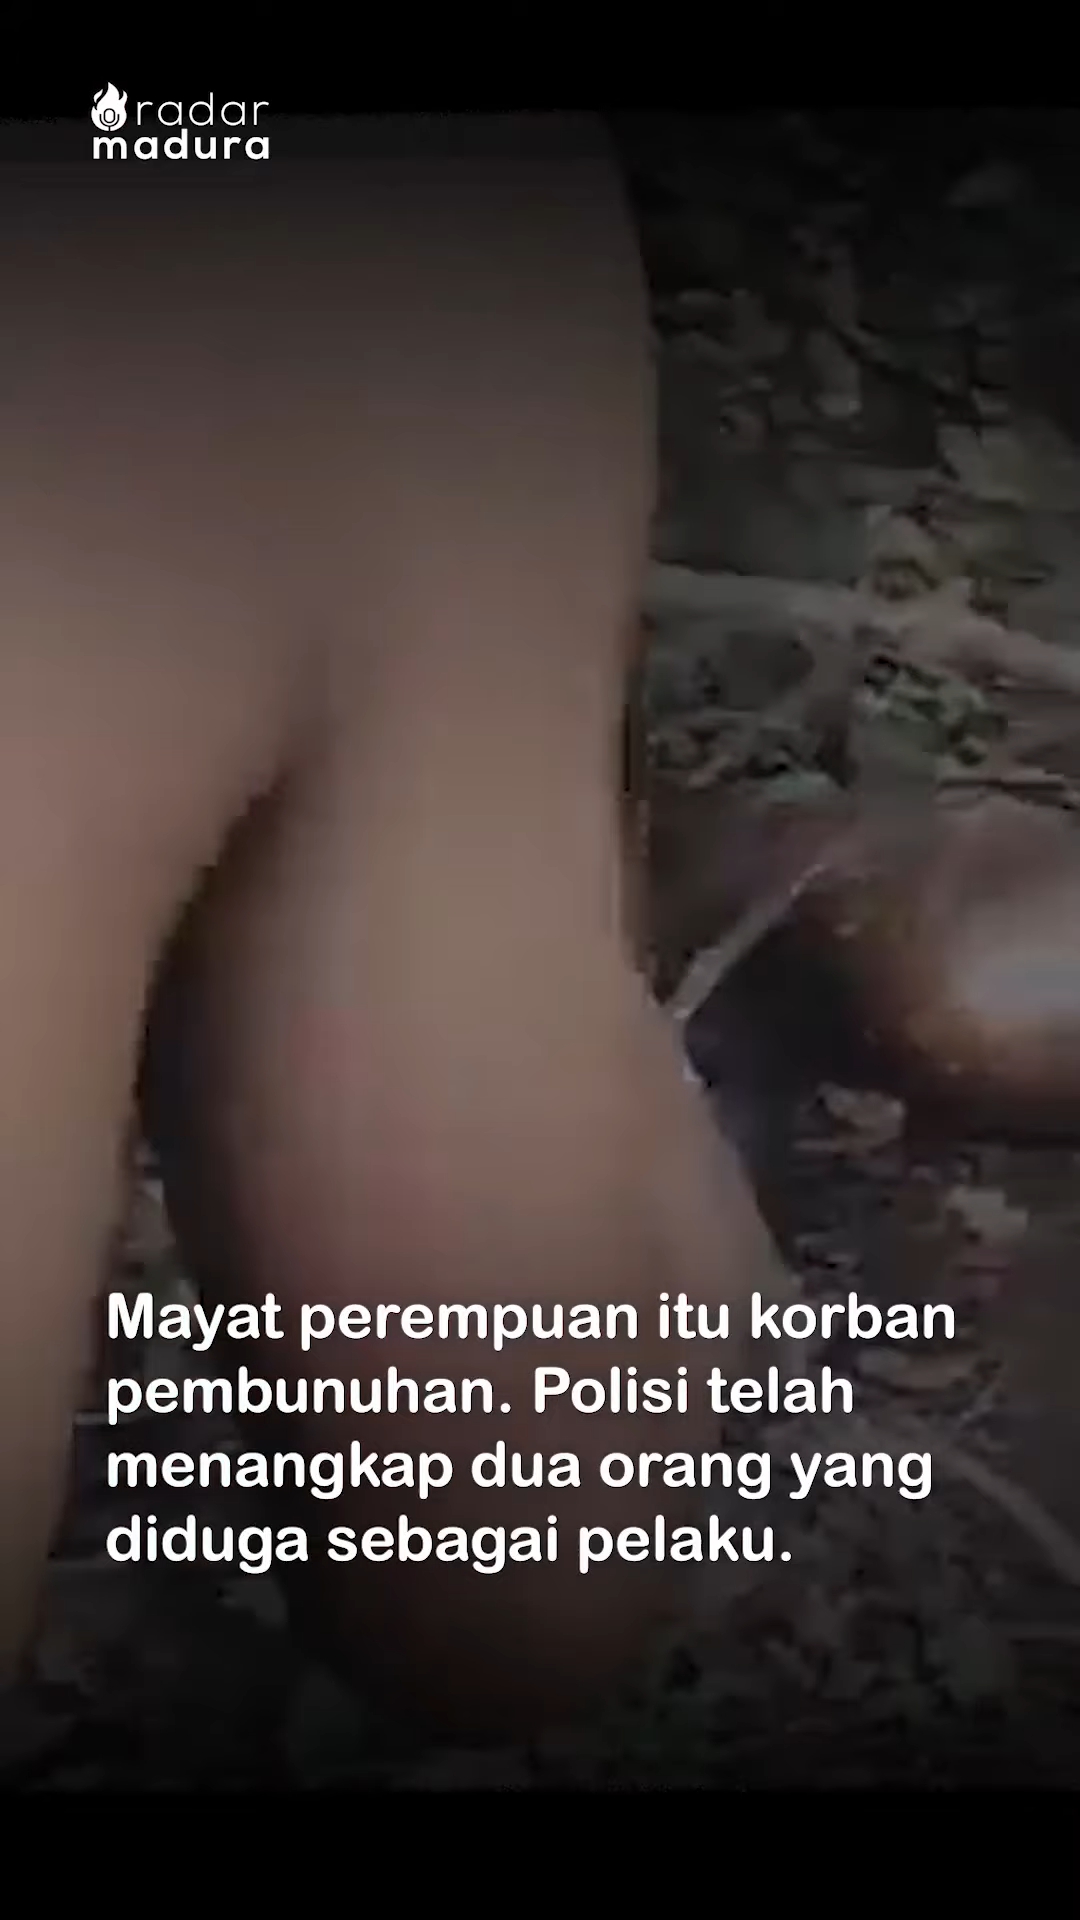 radar
madura
Mayat perempuan itu korban
pembunuhan. Polisi telah
menangkap dua orang yang
diduga sebagai pelaku.